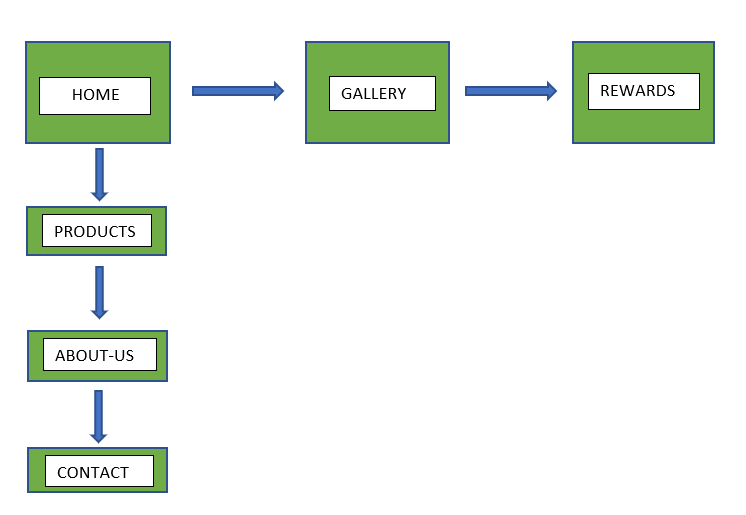 HOME
GALLERY
REWARDS
PRODUCTS
ABOUT-US
CONTACT